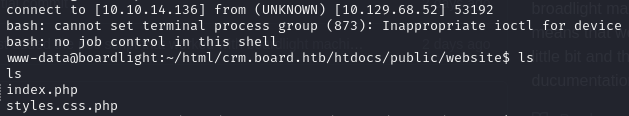 connect to [10.10.14.136] from (UNKNOWN) [10.129.68.52] 53192
bash: cannot set terminal process group (873): Inappropriate ioctl for device
bash: no job control in this shell
www-data@boardlight:~/html/crm.board.htb/htdocs/public/website$ ls
ls
index.php
styles.css.php